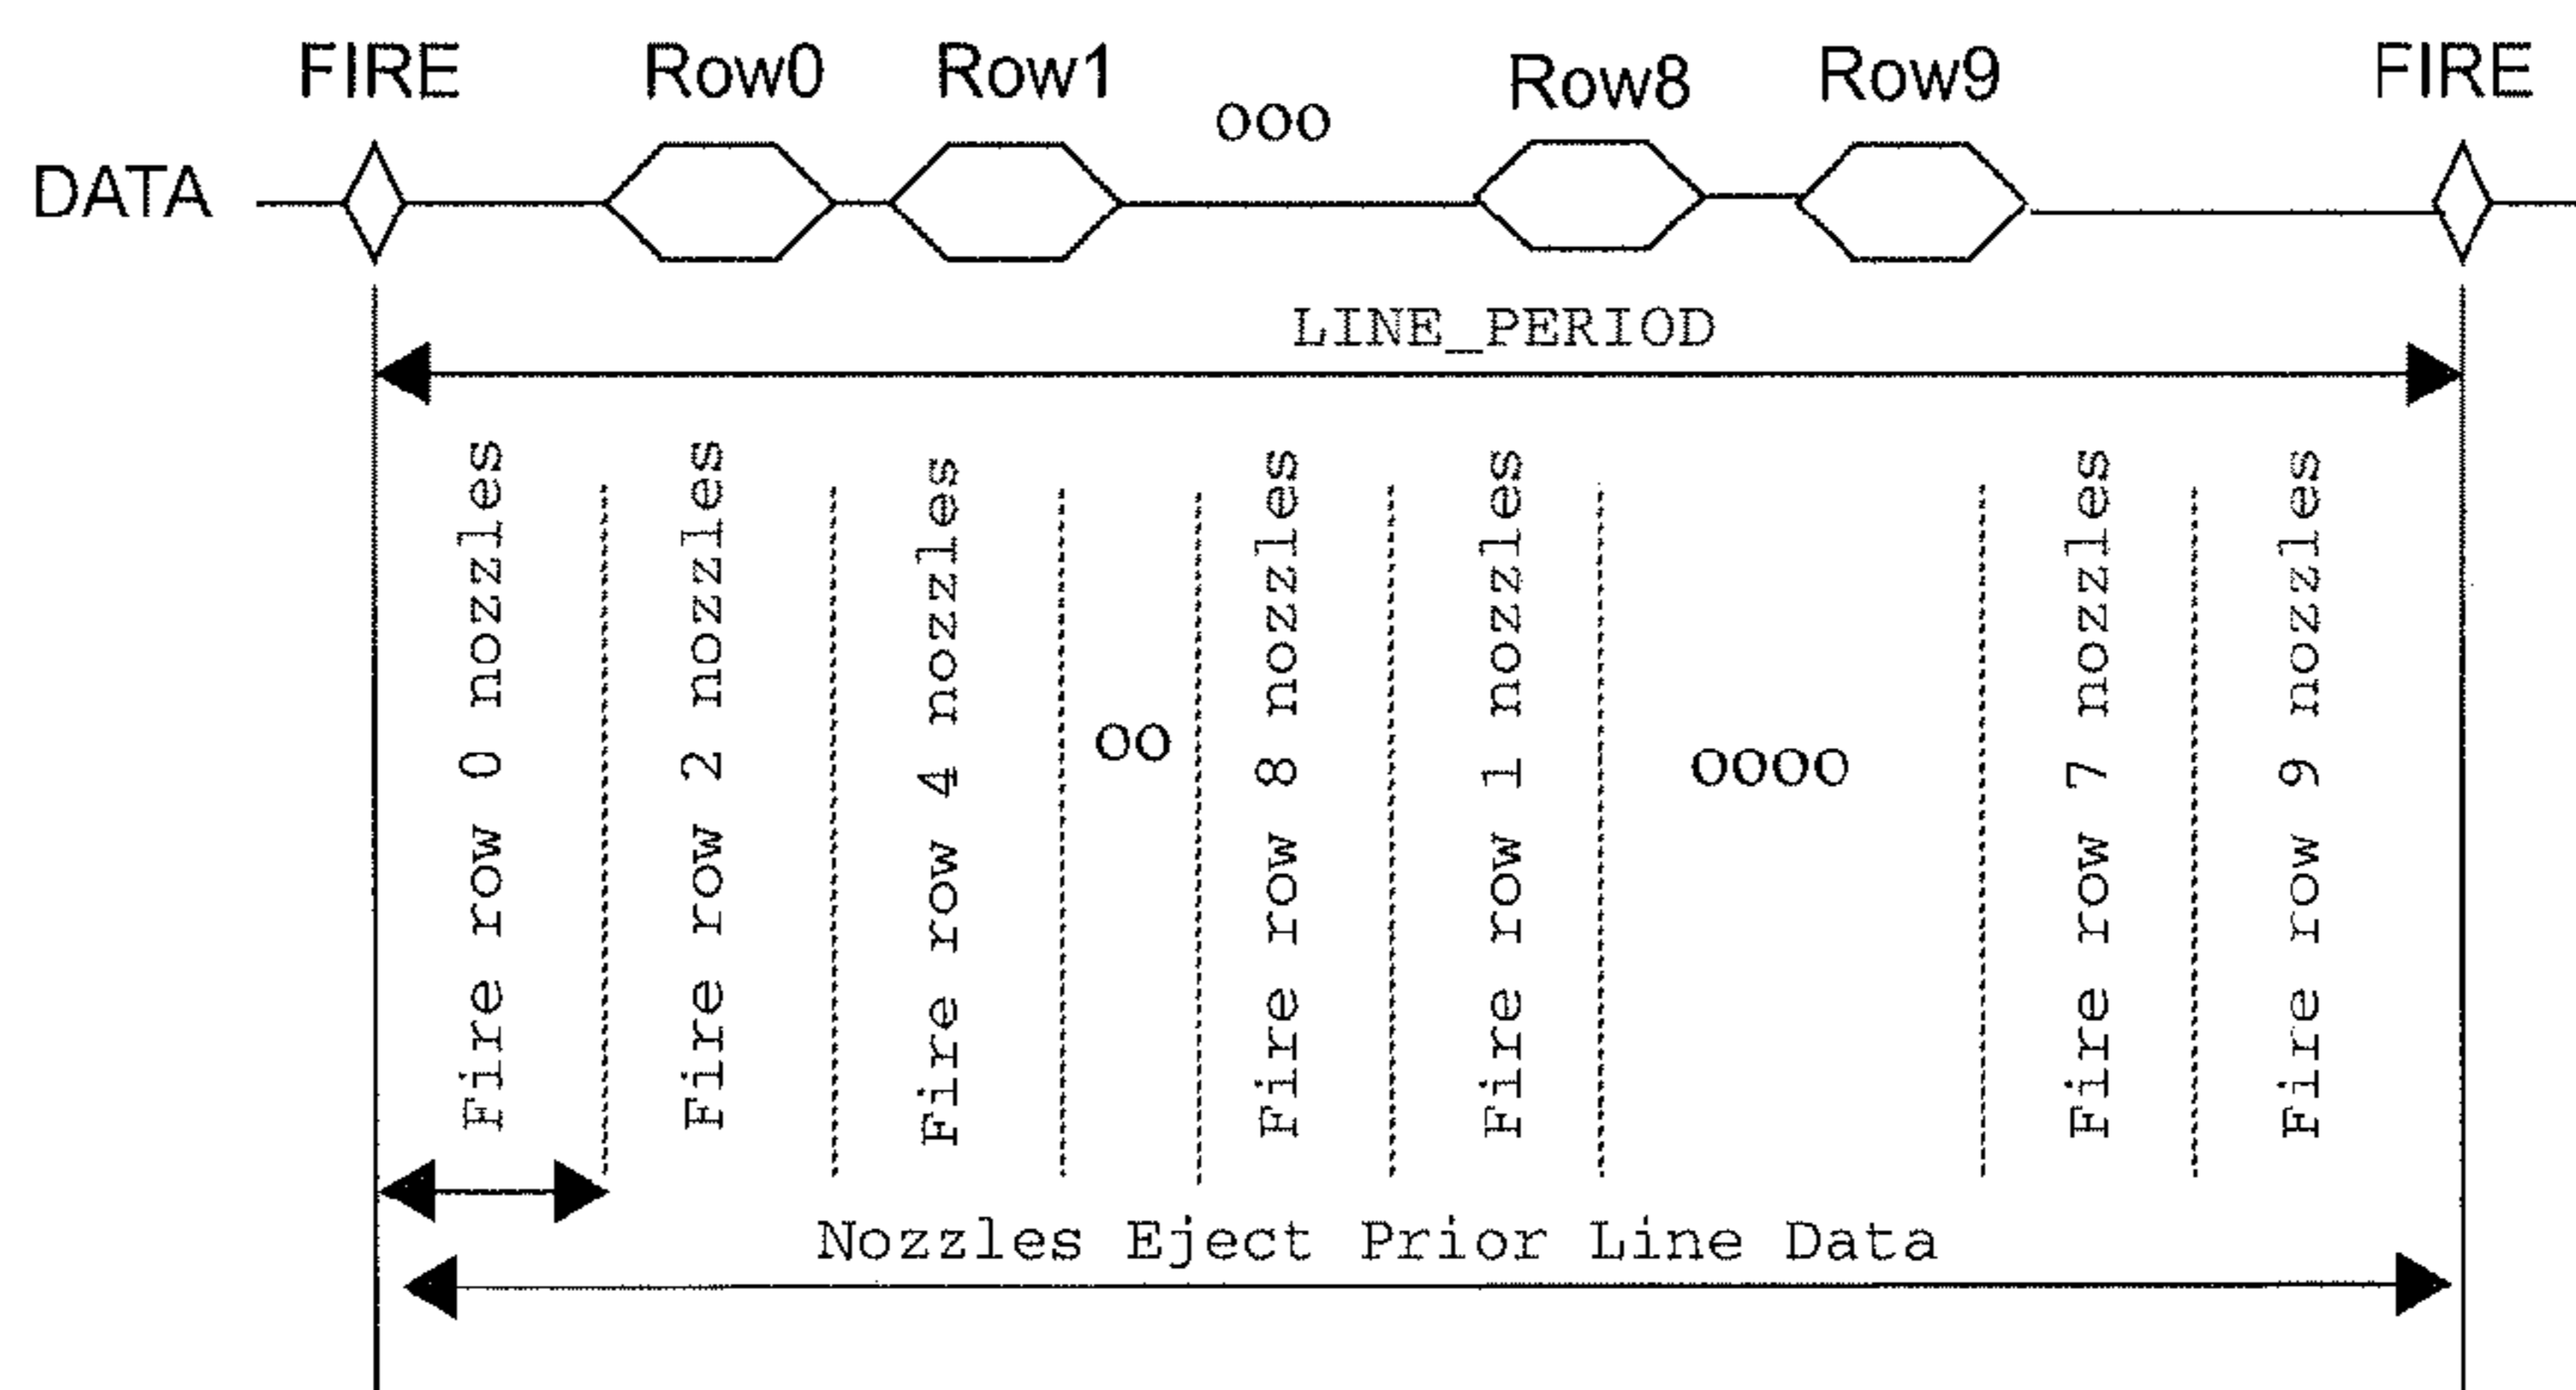 FIRE Row0 Row1 ooo Row8 Row9 FIRE
DATA
LINE_PERIOD
Fire row 0 nozzles
Fire row 2 nozzles
Fire row 4 nozzles
oo
Fire row 8 nozzles
Fire row 1 nozzles
oooo
Fire row 7 nozzles
Fire row 9 nozzles
Nozzles Eject Prior Line Data